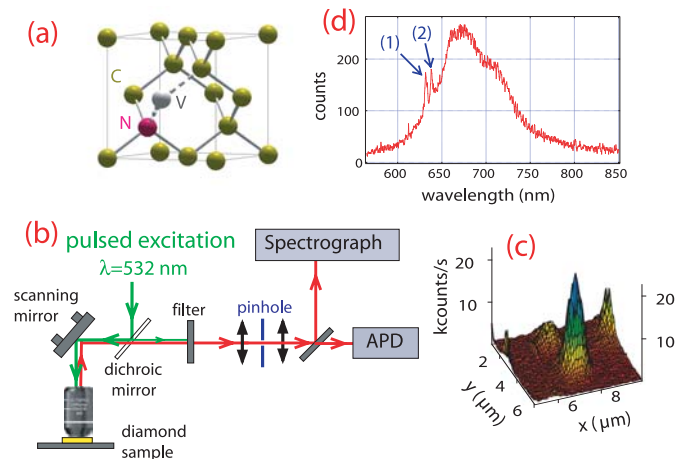 (a)
C
V
N
(d)
(1)
(2)
counts
200
100
0
600
650
700
750
800
850
wavelength (nm)
(b)
pulsed excitation
λ=532 nm
scanning
mirror
dichroic
mirror
filter
pinhole
Spectrograph
APD
diamond
sample
(c)
kcounts/s
20
10
20
10
2
4
6
y (μm)
6
8
x (μm)